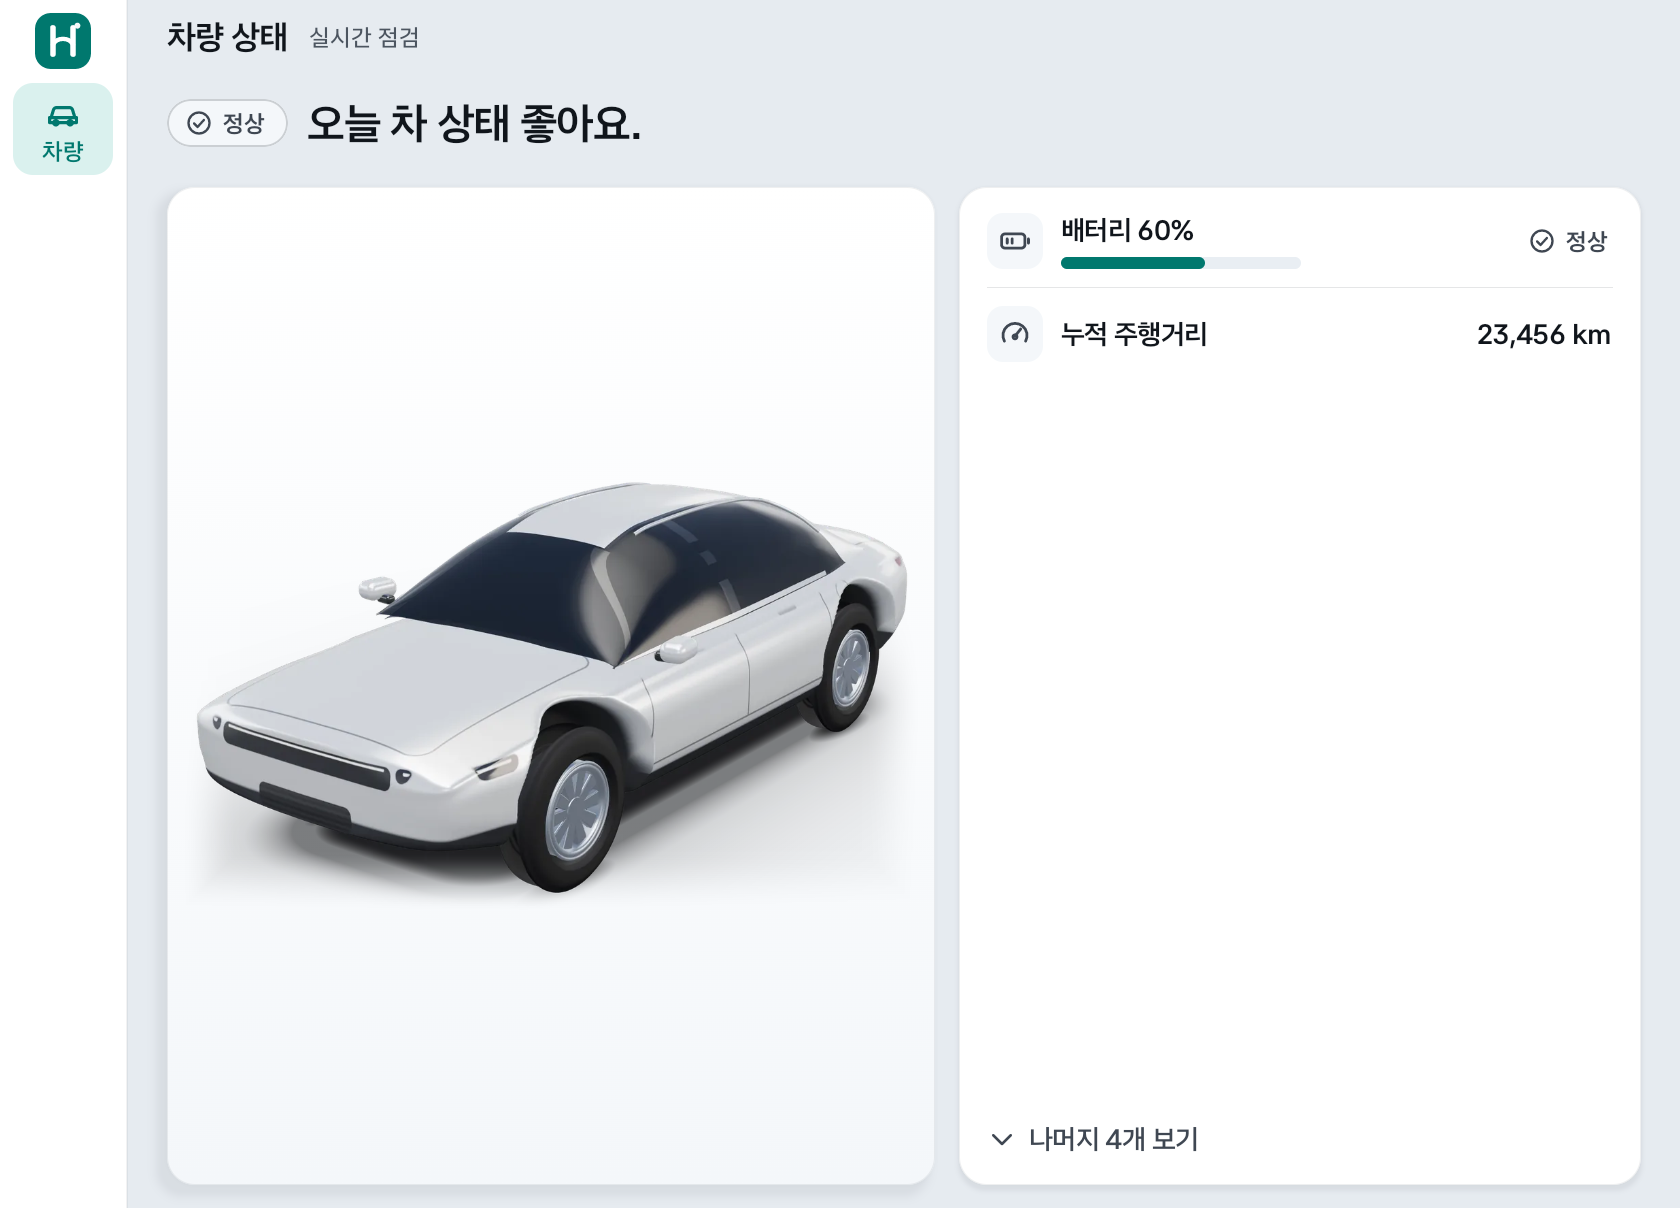 차량 상태 실시간 점검
차량
정상 오늘 차 상태 좋아요.
배터리 60% 정상
누적 주행거리 23,456 km
나머지 4개 보기